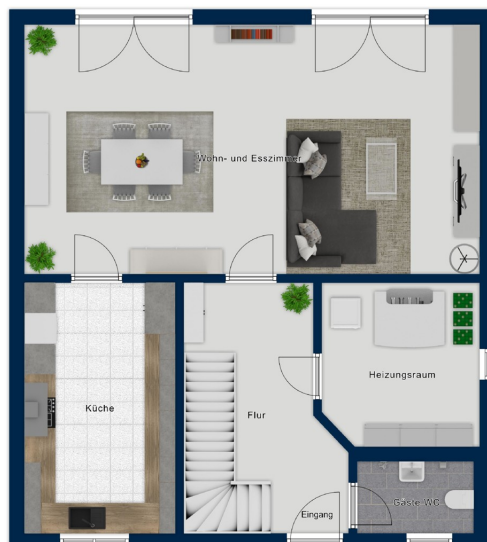 Wohn- und Esszimmer
Heizungsraum
Küche
Flur
Gäste-WC
Eingang